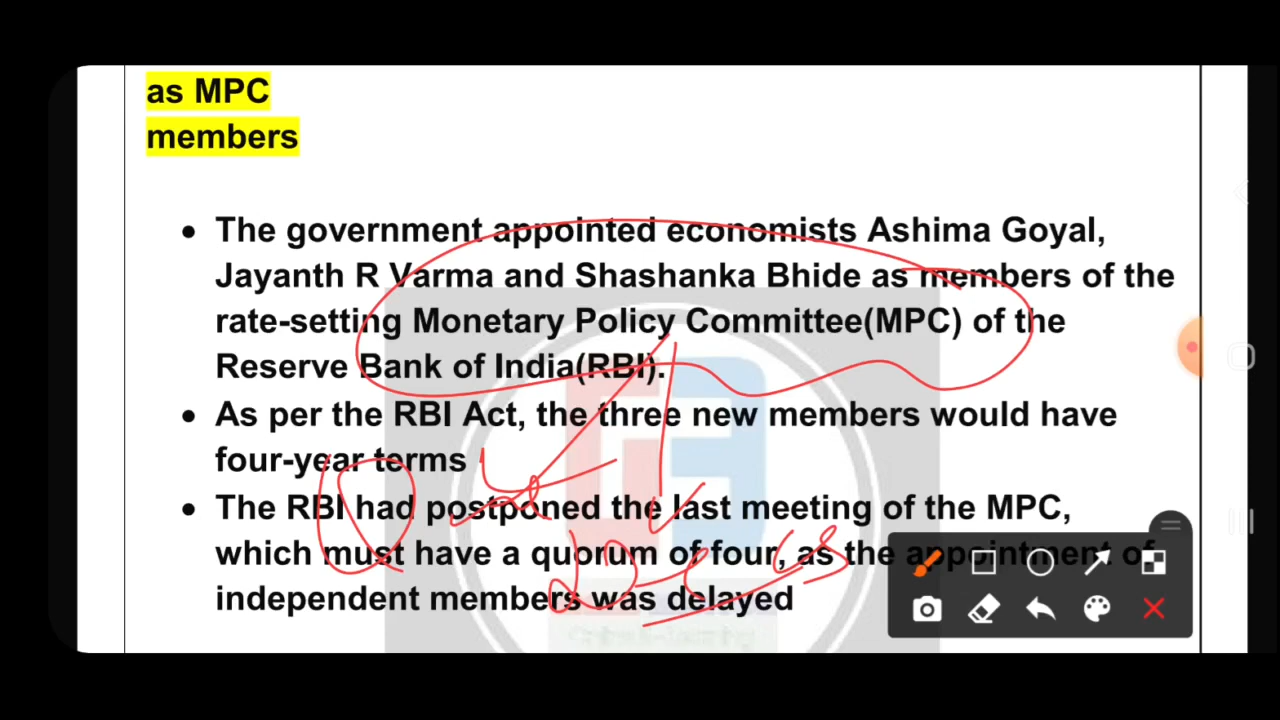 as MPC
members
The government appointed economists Ashima Goyal,
Jayanth R Varma and Shashanka Bhide as members of the
rate-setting Monetary Policy Committee(MPC) of the
Reserve Bank of India(RBI).
As per the RBI Act, the three new members would have
four-year terms
The RBI had postponed the last meeting of the MPC,
which must have a quorum of four, as the appointment of
independent members was delayed